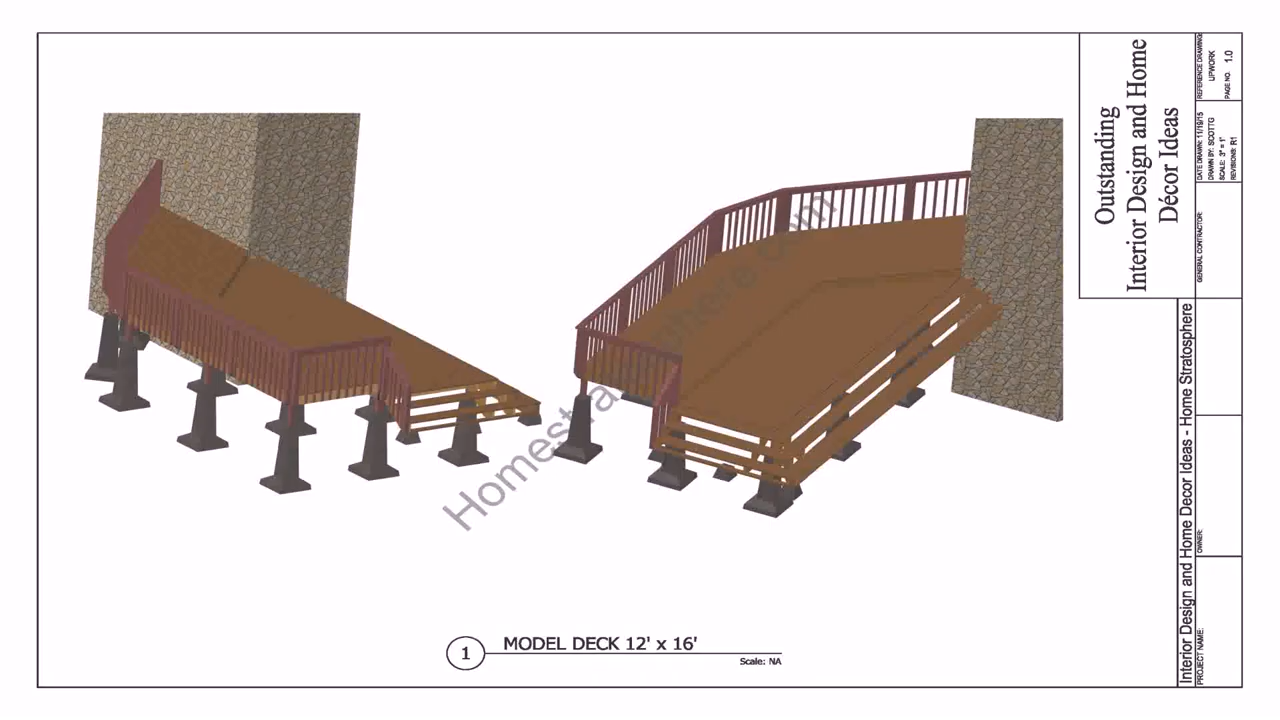 Outstanding
Interior Design and Home
Décor Ideas
REFERENCE DRAWING:
UPWORK
PAGE NO. 1.0
DATE DRAWN: 11/19/15
DRAWN BY: SCOTTG
SCALE: 3" = 1'
REVISIONS: R1
GENERAL CONTRACTOR:
OWNER:
PROJECT NAME:
Interior Design and Home Decor Ideas - Home Stratosphere
Homestratosphere.com
1
MODEL DECK 12' x 16'
Scale: NA